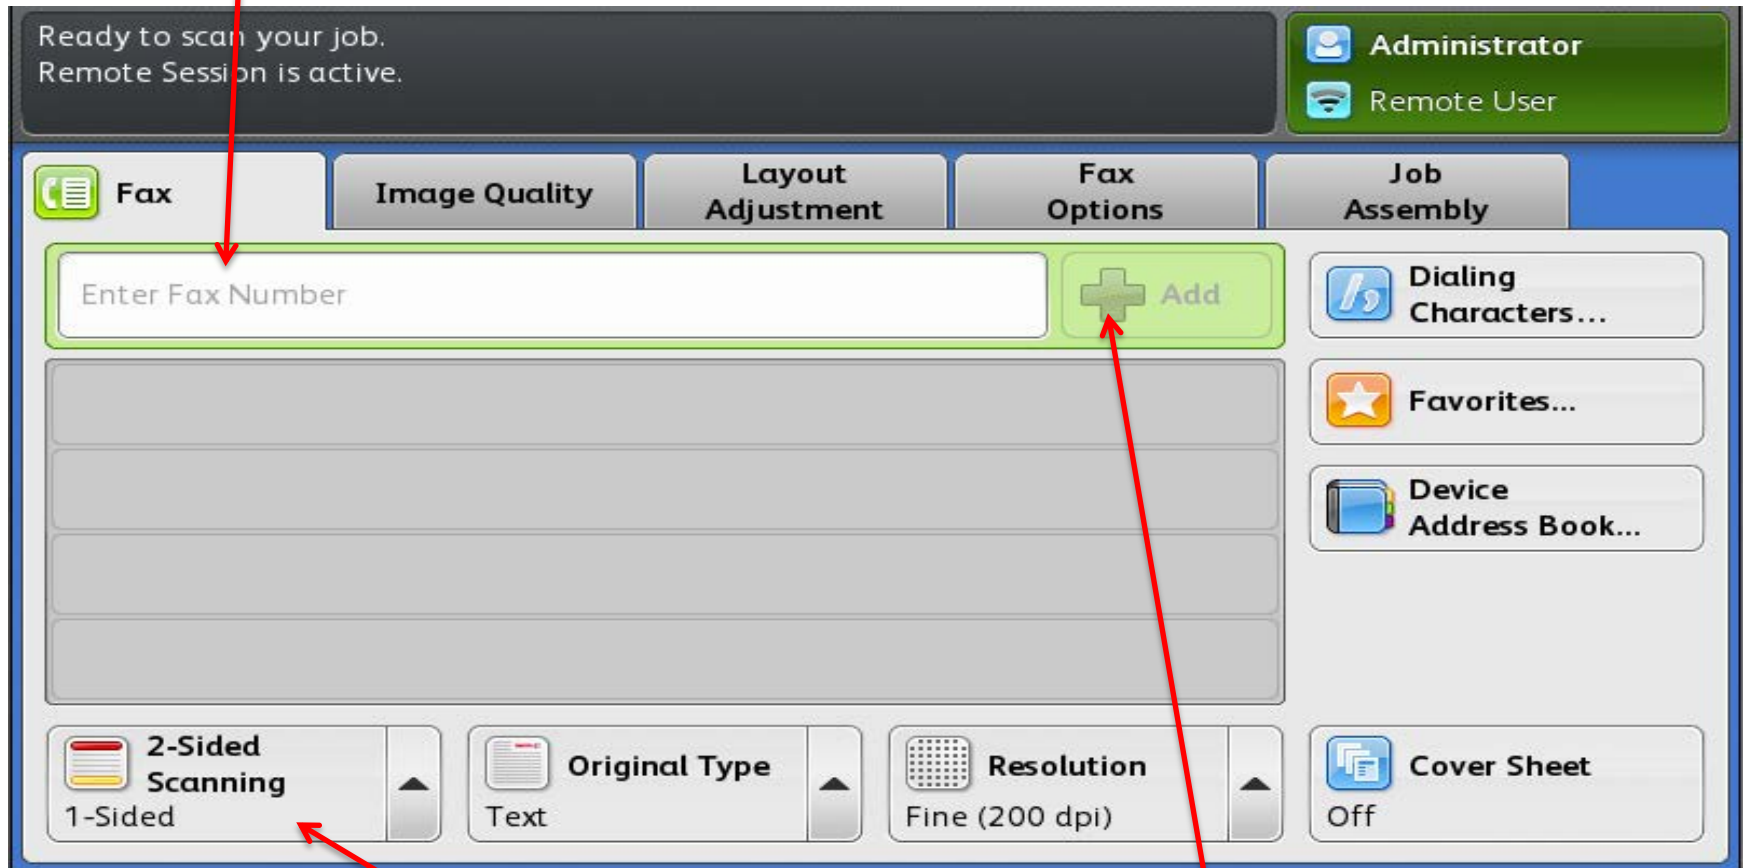 Ready to scan your job.
Remote Session is active.
Administrator
Remote User
Fax
Image Quality
Layout
Adjustment
Fax
Options
Job
Assembly
Enter Fax Number
Add
Dialing
Characters...
Favorites...
Device
Address Book...
2-Sided
Scanning
1-Sided
Original Type
Text
Resolution
Fine (200 dpi)
Cover Sheet
Off